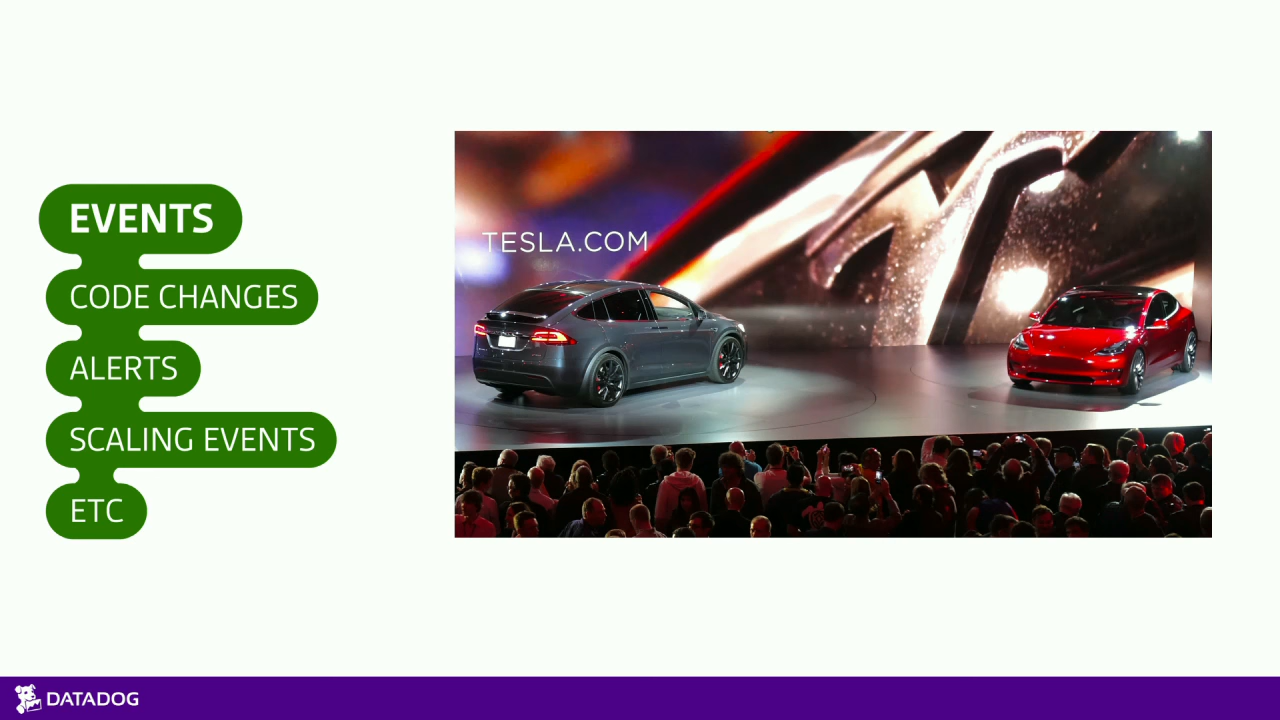 EVENTS
CODE CHANGES
ALERTS
SCALING EVENTS
ETC
TESLA.COM
DATADOG